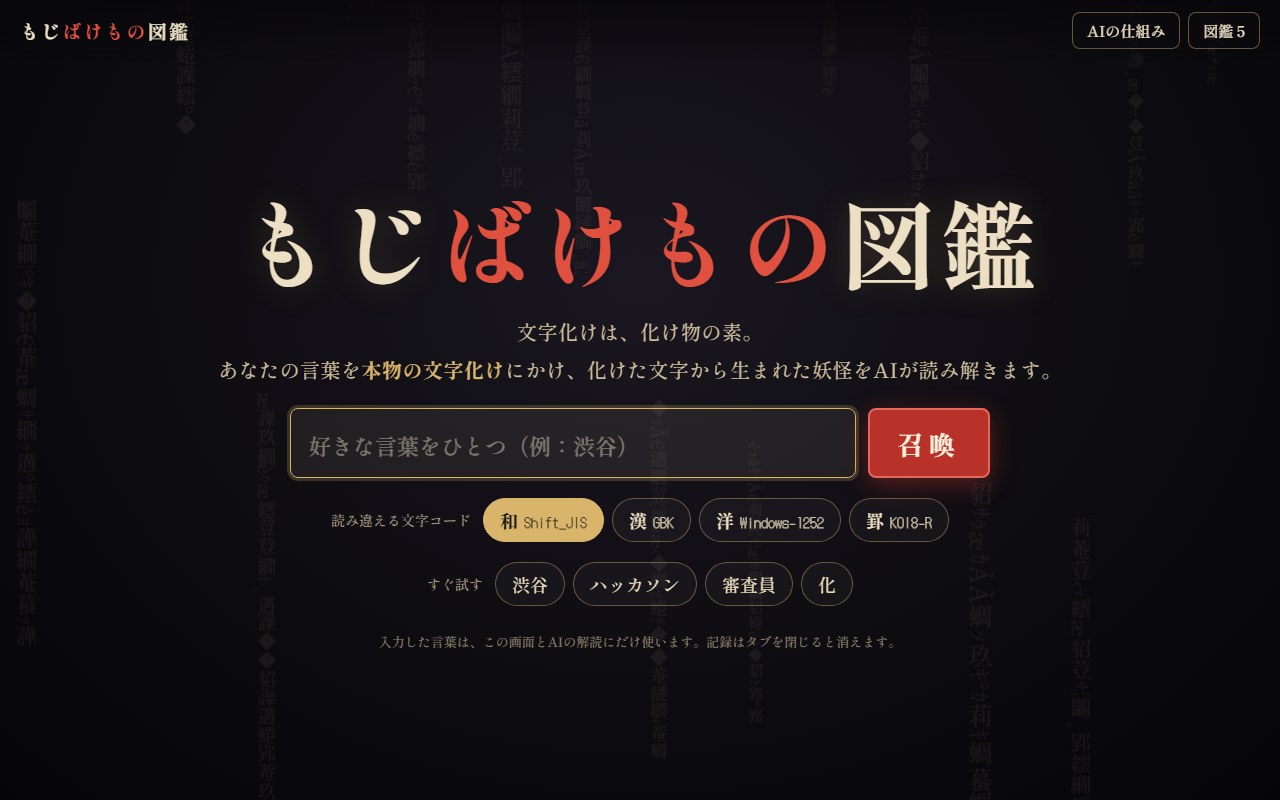 もじばけもの図鑑
AIの仕組み
図鑑 5
もじばけもの図鑑
文字化けは、化け物の素。
あなたの言葉を本物の文字化けにかけ、化けた文字から生まれた妖怪をAIが読み解きます。
好きな言葉をひとつ（例：渋谷）
召喚
読み違える文字コード 和 Shift_JIS 漢 GBK 洋 Windows-1252 罫 KOI8-R
すぐ試す 渋谷 ハッカソン 審査員 化
入力した言葉は、この画面とAIの解読にだけ使います。記録はタブを閉じると消えます。